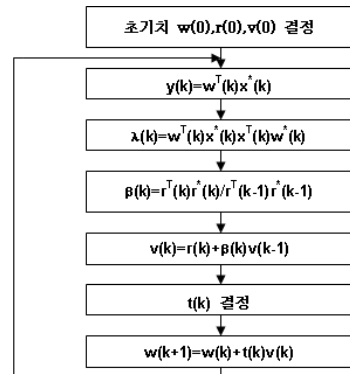 초기치 w(0),r(0),v(0) 결정
y(k)=wᵀ(k)x*(k)
λ(k)=wᵀ(k)x*(k)xᵀ(k)w*(k)
β(k)=rᵀ(k)r*(k)/rᵀ(k-1)r*(k-1)
v(k)=r(k)+β(k)v(k-1)
t(k) 결정
w(k+1)=w(k)+t(k)v(k)